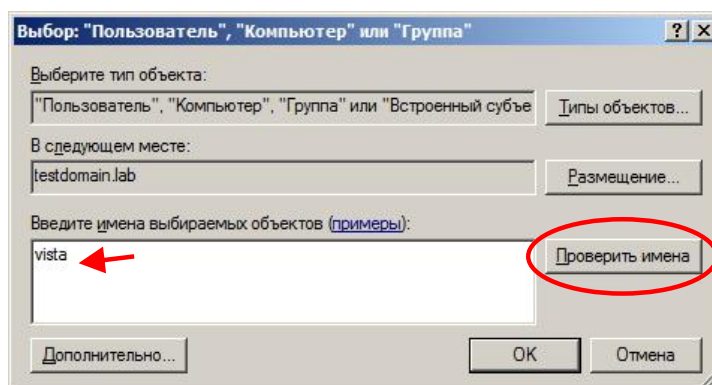 Выбор: "Пользователь", "Компьютер" или "Группа"
Выберите тип объекта:
"Пользователь", "Компьютер", "Группа" или "Встроенный субъе
Типы объектов...
В следующем месте:
testdomain.lab
Размещение...
Введите имена выбираемых объектов (примеры):
vista
Проверить имена
Дополнительно...
OK
Отмена